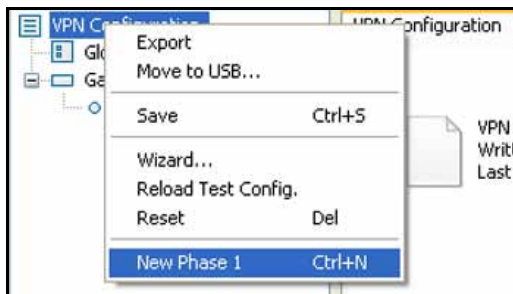 VPN Configuration
VPN Configuration
Export
Move to USB...
Save Ctrl+S
Wizard...
Reload Test Config.
Reset Del
New Phase 1 Ctrl+N
VPN
Last